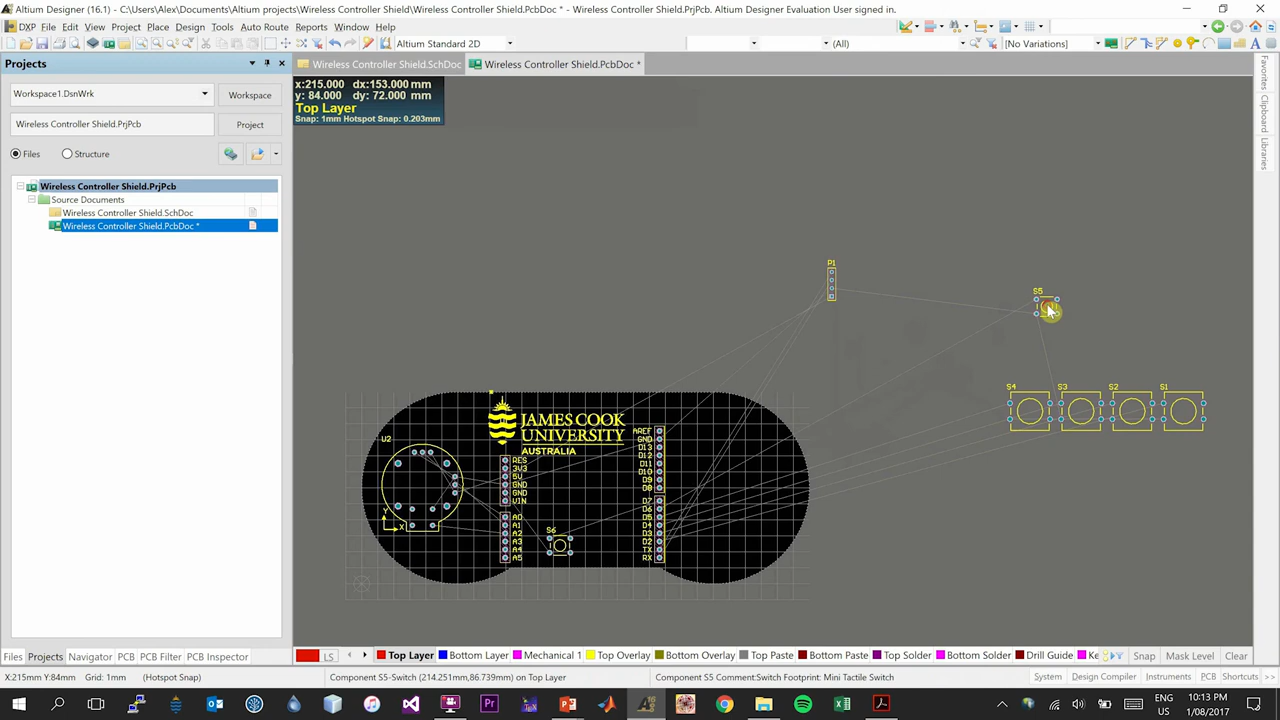 Altium Designer (16.1) - C:\Users\Alex\Documents\Altium projects\Wireless Shield\Wireless Controller Shield.PcbDoc * - Wireless Controller Shield.PrjPcb. Altium Designer Evaluation User signed in.
DXP File Edit View Project Place Design Tools Auto Route Reports Window Help
Altium Standard 2D (All) [No Variations]
Projects
Wireless Controller Shield.SchDoc Wireless Controller Shield.PcbDoc *
Workspace1.DsnWrk Workspace
Wireless Controller Shield.PrjPcb Project
Files Structure
Wireless Controller Shield.PrjPcb
Source Documents
Wireless Controller Shield.SchDoc
Wireless Controller Shield.PcbDoc *
x:215.000 dx:153.000 mm
y: 84.000 dy: 72.000 mm
Top Layer
Snap: 1mm Hotspot Snap: 0.203mm
Favorites
Clipboard
Libraries
P1
S5
S4 S3 S2 S1
JAMES COOK
UNIVERSITY
AUSTRALIA
U2
RES
3V3
5V
GND
GND
VIN
A0
A1
A2
A3
A4
A5
S6
AREF
GND
D13
D12
D11
D10
D9
D8
D7
D6
D5
D4
D3
D2
TX
RX
Y
X
Files Projects Navigator PCB PCB Filter PCB Inspector
LS Top Layer Bottom Layer Mechanical 1 Top Overlay Bottom Overlay Top Paste Bottom Paste Top Solder Bottom Solder Drill Guide Ke Snap Mask Level Clear
X:215mm Y:84mm Grid: 1mm (Hotspot Snap) Component S5-Switch (214.251mm,86.739mm) on Top Layer Component S5 Comment:Switch Footprint: Mini Tactile Switch System Design Compiler Instruments PCB Shortcuts >>
ENG
US
10:13 PM
1/08/2017